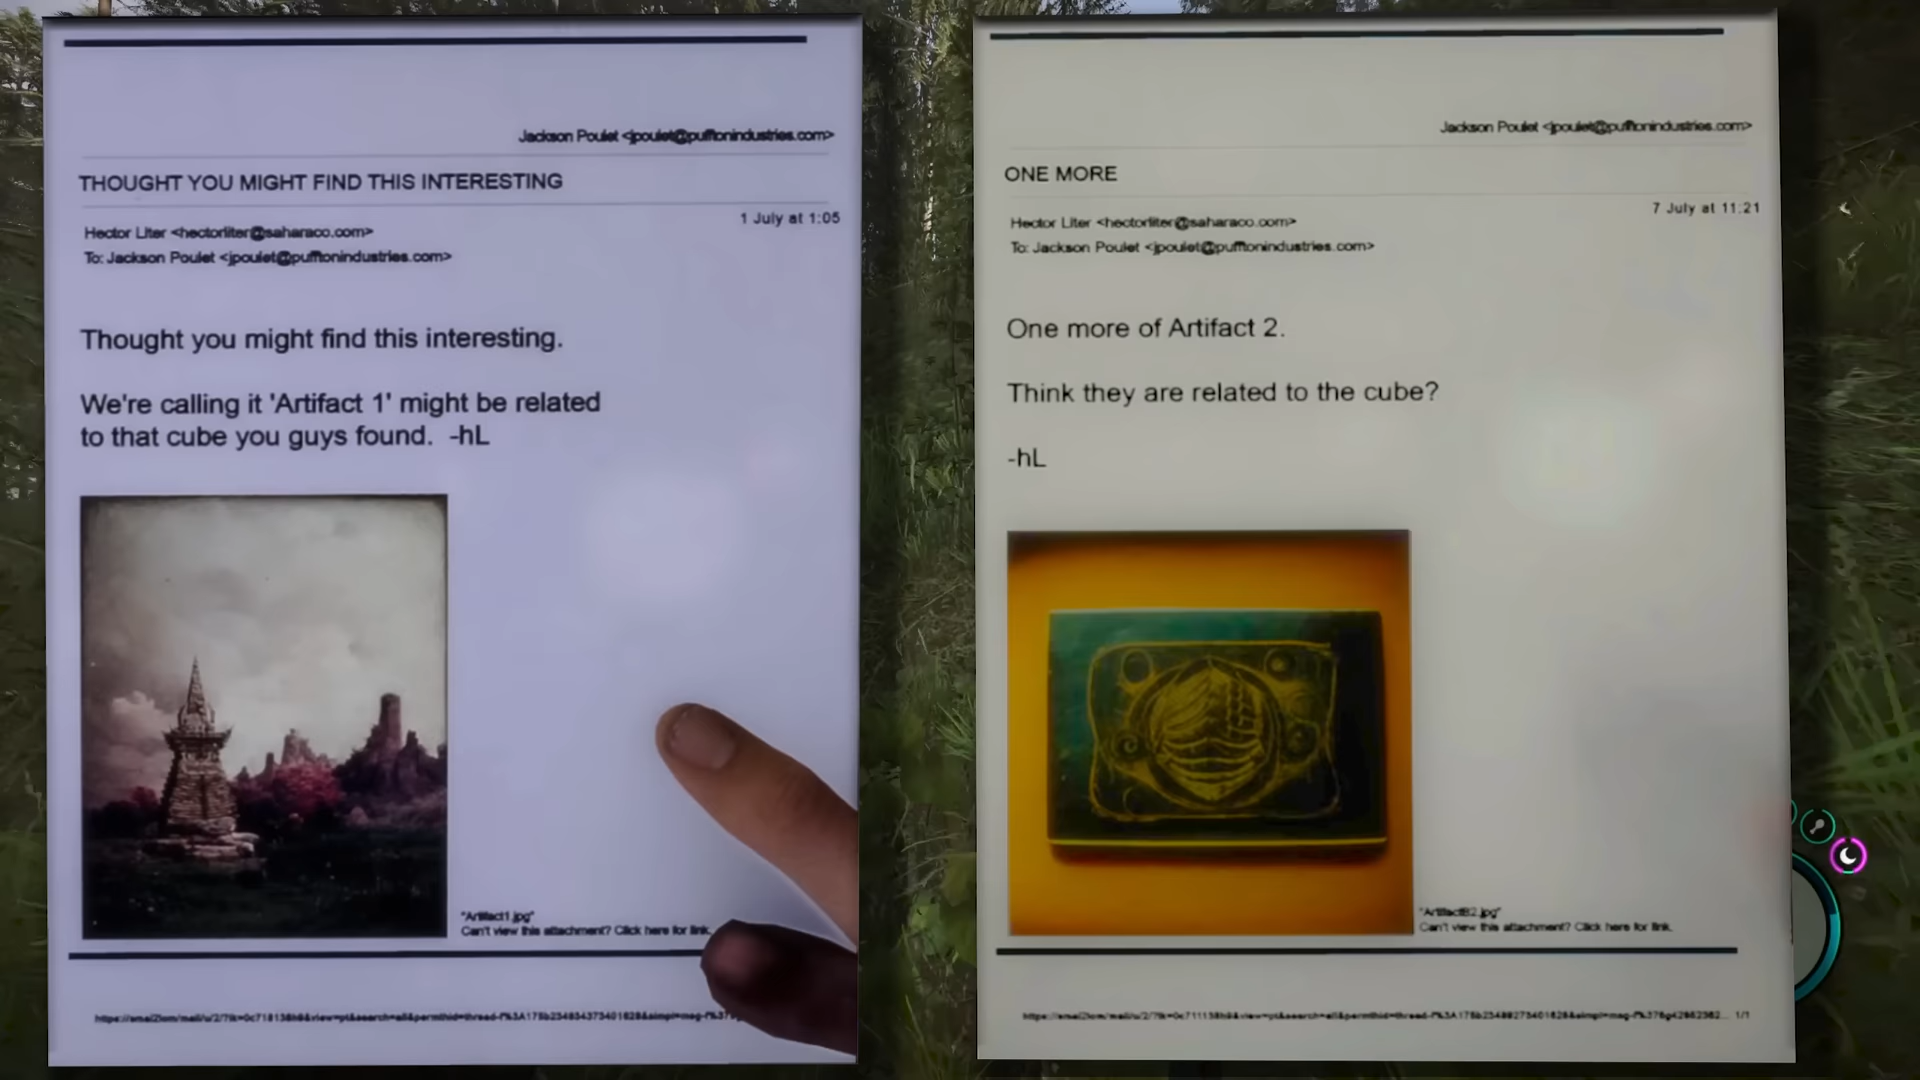 Jackson Poulet <jpoulet@pufftonindustries.com>
THOUGHT YOU MIGHT FIND THIS INTERESTING
1 July at 1:05
Hector Liter <hectorliter@saharaco.com>
To: Jackson Poulet <jpoulet@pufftonindustries.com>
Thought you might find this interesting.
We're calling it 'Artifact 1' might be related
to that cube you guys found. -hL
"Artifact1.jpg"
Can't view this attachment? Click here for link.
Jackson Poulet <jpoulet@pufftonindustries.com>
ONE MORE
7 July at 11:21
Hector Liter <hectorliter@saharaco.com>
To: Jackson Poulet <jpoulet@pufftonindustries.com>
One more of Artifact 2.
Think they are related to the cube?
-hL
"ArtifactB2.jpg"
Can't view this attachment? Click here for link.
1/1